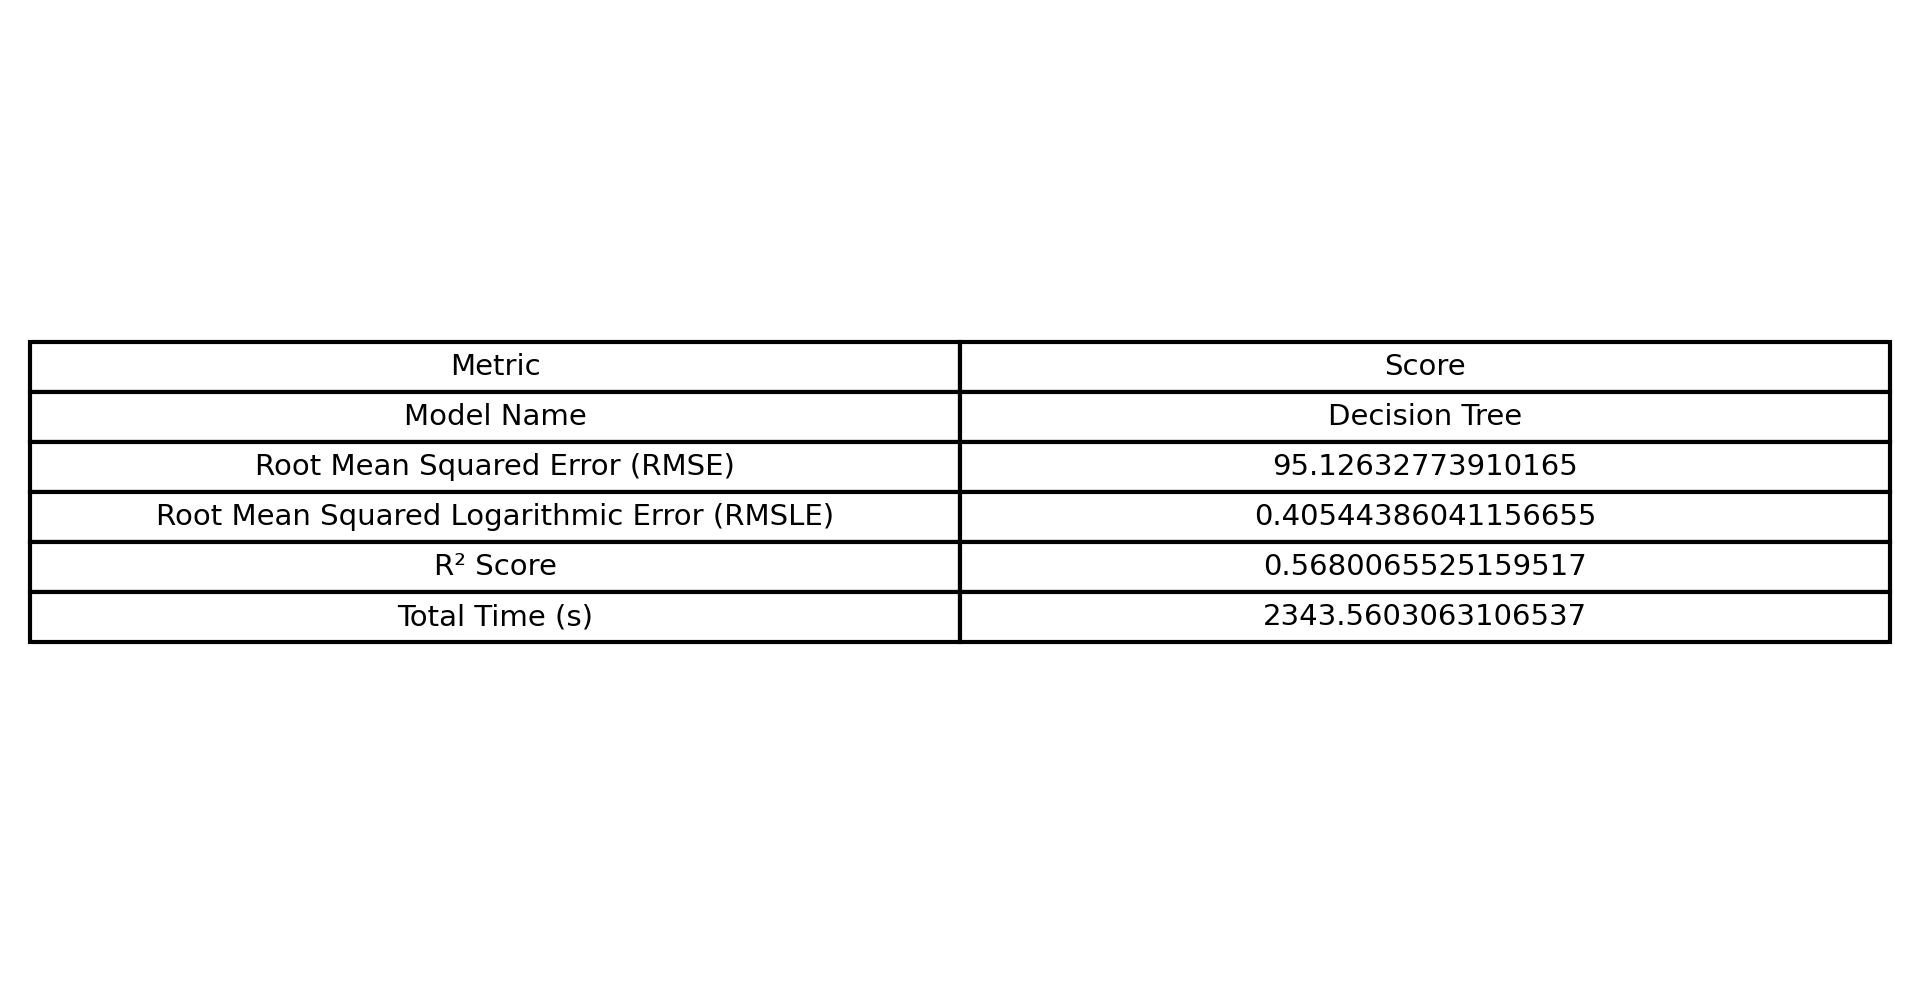 Metric Score
Model Name Decision Tree
Root Mean Squared Error (RMSE) 95.12632773910165
Root Mean Squared Logarithmic Error (RMSLE) 0.40544386041156655
R² Score 0.5680065525159517
Total Time (s) 2343.5603063106537